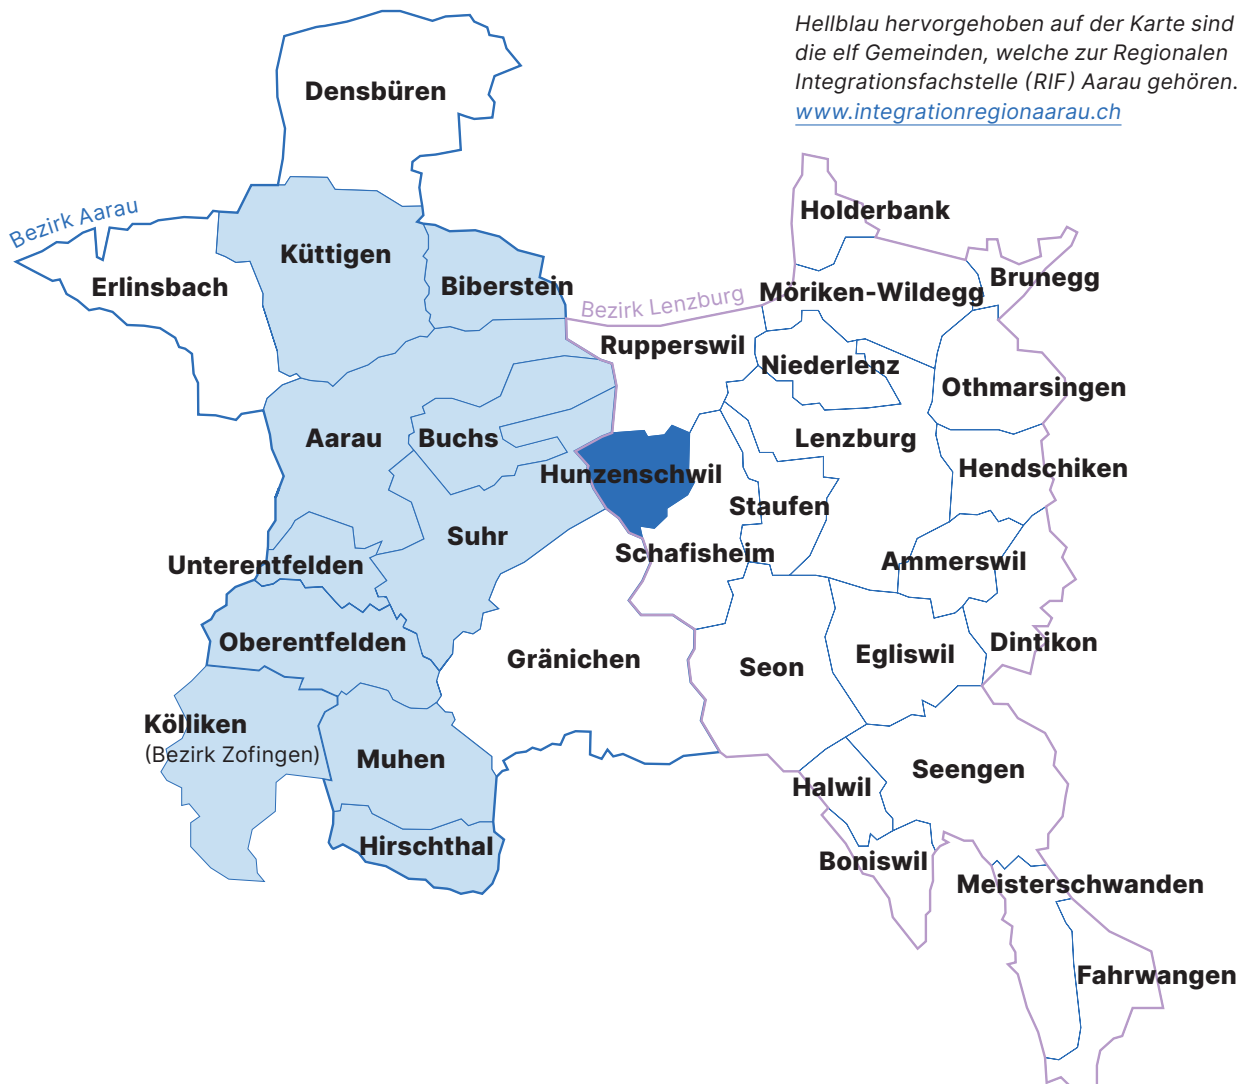 Hellblau hervorgehoben auf der Karte sind
die elf Gemeinden, welche zur Regionalen
Integrationsfachstelle (RIF) Aarau gehören.
www.integrationregionaarau.ch
Densbüren
Bezirk Aarau
Holderbank
Küttigen
Erlinsbach
Biberstein
Brunegg
Möriken-Wildegg
Bezirk Lenzburg
Rupperswil
Niederlenz
Othmarsingen
Aarau
Buchs
Lenzburg
Hunzenschwil
Hendschiken
Staufen
Suhr
Schafisheim
Unterentfelden
Ammerswil
Oberentfelden
Gränichen
Seon
Egliswil
Dintikon
Kölliken
(Bezirk Zofingen)
Muhen
Seengen
Halwil
Hirschthal
Boniswil
Meisterschwanden
Fahrwangen